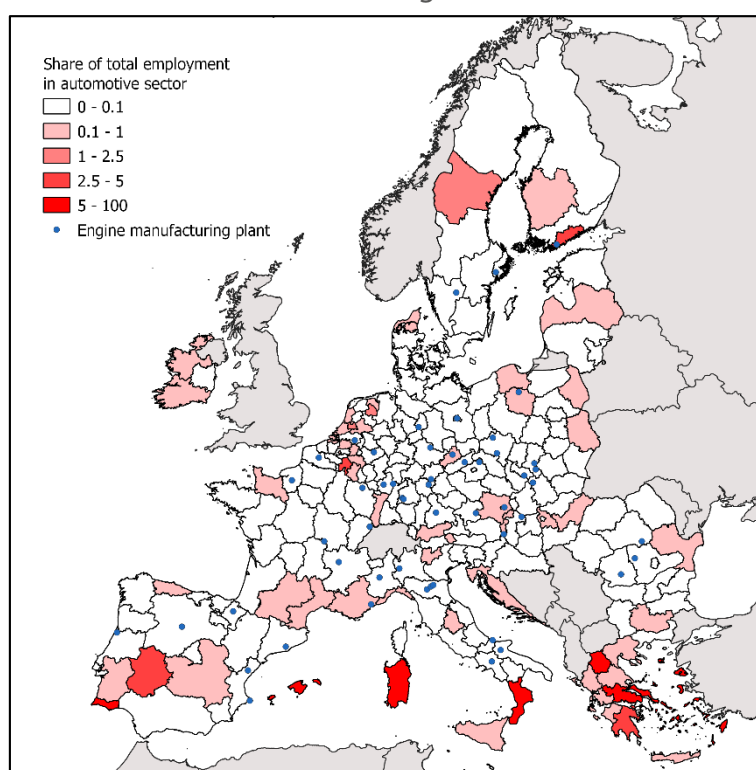 Share of total employment
in automotive sector
0 - 0.1
0.1 - 1
1 - 2.5
2.5 - 5
5 - 100
Engine manufacturing plant